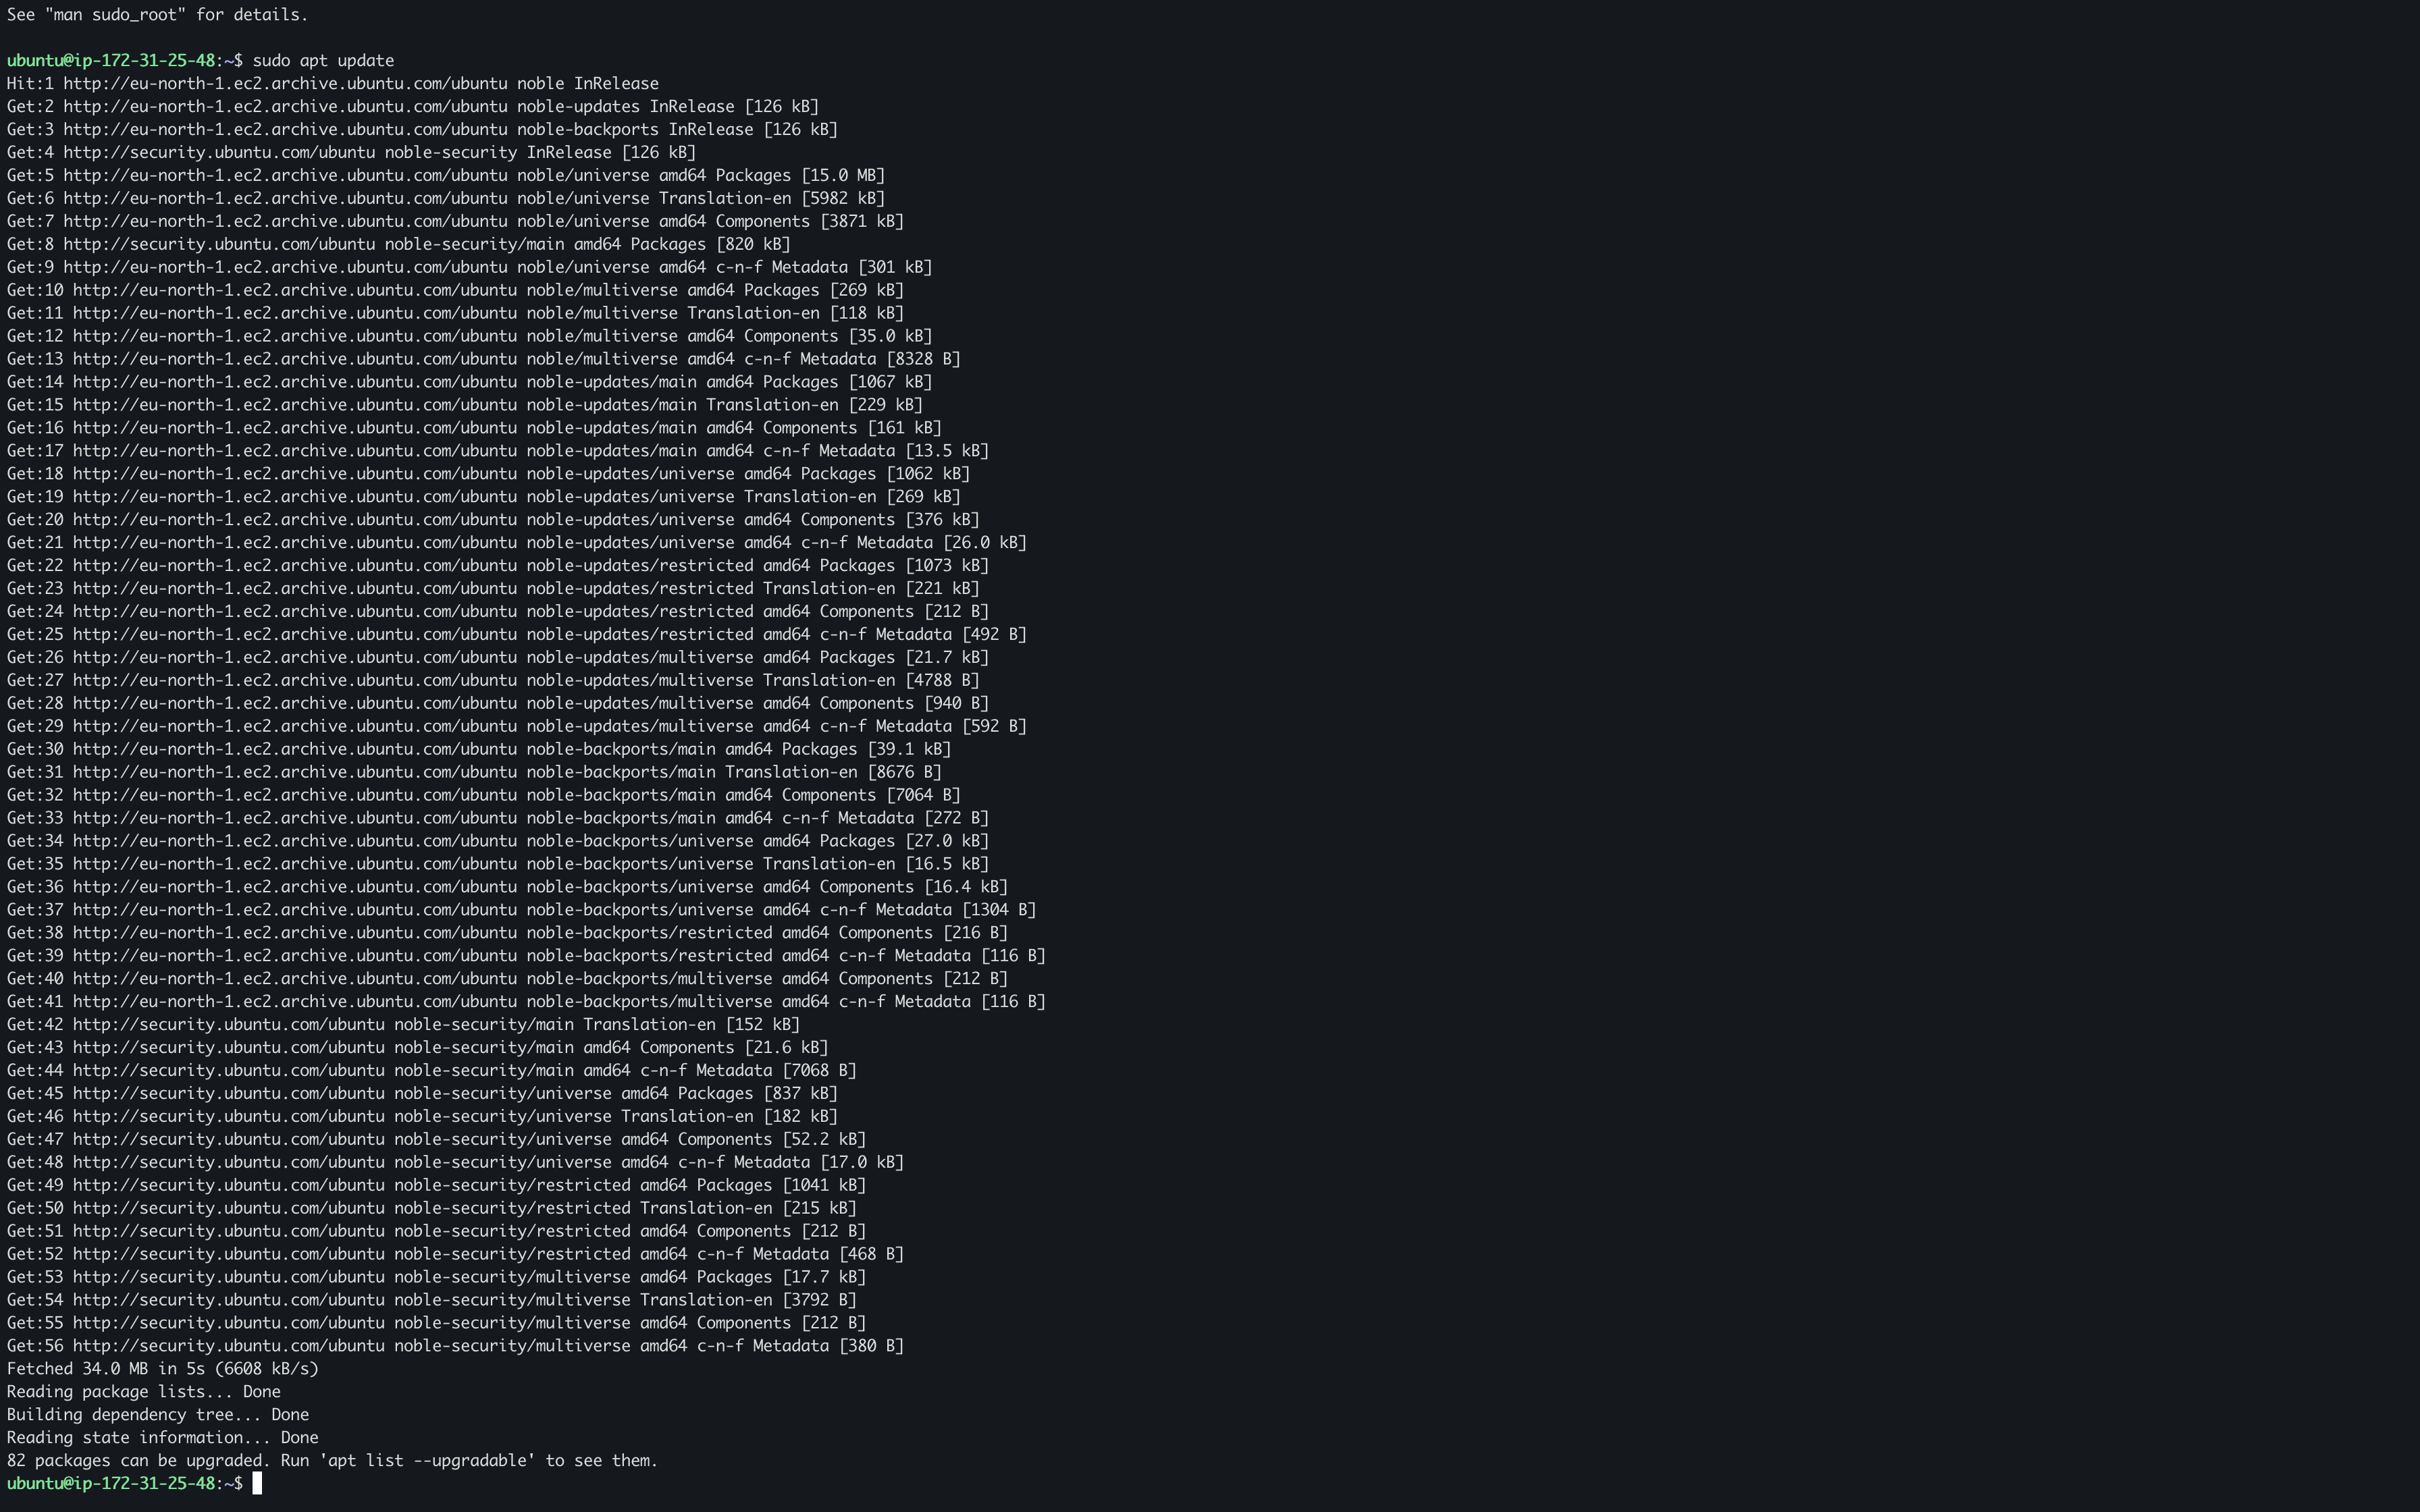 See "man sudo_root" for details.

ubuntu@ip-172-31-25-48:~$ sudo apt update
Hit:1 http://eu-north-1.ec2.archive.ubuntu.com/ubuntu noble InRelease
Get:2 http://eu-north-1.ec2.archive.ubuntu.com/ubuntu noble-updates InRelease [126 kB]
Get:3 http://eu-north-1.ec2.archive.ubuntu.com/ubuntu noble-backports InRelease [126 kB]
Get:4 http://security.ubuntu.com/ubuntu noble-security InRelease [126 kB]
Get:5 http://eu-north-1.ec2.archive.ubuntu.com/ubuntu noble/universe amd64 Packages [15.0 MB]
Get:6 http://eu-north-1.ec2.archive.ubuntu.com/ubuntu noble/universe Translation-en [5982 kB]
Get:7 http://eu-north-1.ec2.archive.ubuntu.com/ubuntu noble/universe amd64 Components [3871 kB]
Get:8 http://security.ubuntu.com/ubuntu noble-security/main amd64 Packages [820 kB]
Get:9 http://eu-north-1.ec2.archive.ubuntu.com/ubuntu noble/universe amd64 c-n-f Metadata [301 kB]
Get:10 http://eu-north-1.ec2.archive.ubuntu.com/ubuntu noble/multiverse amd64 Packages [269 kB]
Get:11 http://eu-north-1.ec2.archive.ubuntu.com/ubuntu noble/multiverse Translation-en [118 kB]
Get:12 http://eu-north-1.ec2.archive.ubuntu.com/ubuntu noble/multiverse amd64 Components [35.0 kB]
Get:13 http://eu-north-1.ec2.archive.ubuntu.com/ubuntu noble/multiverse amd64 c-n-f Metadata [8328 B]
Get:14 http://eu-north-1.ec2.archive.ubuntu.com/ubuntu noble-updates/main amd64 Packages [1067 kB]
Get:15 http://eu-north-1.ec2.archive.ubuntu.com/ubuntu noble-updates/main Translation-en [229 kB]
Get:16 http://eu-north-1.ec2.archive.ubuntu.com/ubuntu noble-updates/main amd64 Components [161 kB]
Get:17 http://eu-north-1.ec2.archive.ubuntu.com/ubuntu noble-updates/main amd64 c-n-f Metadata [13.5 kB]
Get:18 http://eu-north-1.ec2.archive.ubuntu.com/ubuntu noble-updates/universe amd64 Packages [1062 kB]
Get:19 http://eu-north-1.ec2.archive.ubuntu.com/ubuntu noble-updates/universe Translation-en [269 kB]
Get:20 http://eu-north-1.ec2.archive.ubuntu.com/ubuntu noble-updates/universe amd64 Components [376 kB]
Get:21 http://eu-north-1.ec2.archive.ubuntu.com/ubuntu noble-updates/universe amd64 c-n-f Metadata [26.0 kB]
Get:22 http://eu-north-1.ec2.archive.ubuntu.com/ubuntu noble-updates/restricted amd64 Packages [1073 kB]
Get:23 http://eu-north-1.ec2.archive.ubuntu.com/ubuntu noble-updates/restricted Translation-en [221 kB]
Get:24 http://eu-north-1.ec2.archive.ubuntu.com/ubuntu noble-updates/restricted amd64 Components [212 B]
Get:25 http://eu-north-1.ec2.archive.ubuntu.com/ubuntu noble-updates/restricted amd64 c-n-f Metadata [492 B]
Get:26 http://eu-north-1.ec2.archive.ubuntu.com/ubuntu noble-updates/multiverse amd64 Packages [21.7 kB]
Get:27 http://eu-north-1.ec2.archive.ubuntu.com/ubuntu noble-updates/multiverse Translation-en [4788 B]
Get:28 http://eu-north-1.ec2.archive.ubuntu.com/ubuntu noble-updates/multiverse amd64 Components [940 B]
Get:29 http://eu-north-1.ec2.archive.ubuntu.com/ubuntu noble-updates/multiverse amd64 c-n-f Metadata [592 B]
Get:30 http://eu-north-1.ec2.archive.ubuntu.com/ubuntu noble-backports/main amd64 Packages [39.1 kB]
Get:31 http://eu-north-1.ec2.archive.ubuntu.com/ubuntu noble-backports/main Translation-en [8676 B]
Get:32 http://eu-north-1.ec2.archive.ubuntu.com/ubuntu noble-backports/main amd64 Components [7064 B]
Get:33 http://eu-north-1.ec2.archive.ubuntu.com/ubuntu noble-backports/main amd64 c-n-f Metadata [272 B]
Get:34 http://eu-north-1.ec2.archive.ubuntu.com/ubuntu noble-backports/universe amd64 Packages [27.0 kB]
Get:35 http://eu-north-1.ec2.archive.ubuntu.com/ubuntu noble-backports/universe Translation-en [16.5 kB]
Get:36 http://eu-north-1.ec2.archive.ubuntu.com/ubuntu noble-backports/universe amd64 Components [16.4 kB]
Get:37 http://eu-north-1.ec2.archive.ubuntu.com/ubuntu noble-backports/universe amd64 c-n-f Metadata [1304 B]
Get:38 http://eu-north-1.ec2.archive.ubuntu.com/ubuntu noble-backports/restricted amd64 Components [216 B]
Get:39 http://eu-north-1.ec2.archive.ubuntu.com/ubuntu noble-backports/restricted amd64 c-n-f Metadata [116 B]
Get:40 http://eu-north-1.ec2.archive.ubuntu.com/ubuntu noble-backports/multiverse amd64 Components [212 B]
Get:41 http://eu-north-1.ec2.archive.ubuntu.com/ubuntu noble-backports/multiverse amd64 c-n-f Metadata [116 B]
Get:42 http://security.ubuntu.com/ubuntu noble-security/main Translation-en [152 kB]
Get:43 http://security.ubuntu.com/ubuntu noble-security/main amd64 Components [21.6 kB]
Get:44 http://security.ubuntu.com/ubuntu noble-security/main amd64 c-n-f Metadata [7068 B]
Get:45 http://security.ubuntu.com/ubuntu noble-security/universe amd64 Packages [837 kB]
Get:46 http://security.ubuntu.com/ubuntu noble-security/universe Translation-en [182 kB]
Get:47 http://security.ubuntu.com/ubuntu noble-security/universe amd64 Components [52.2 kB]
Get:48 http://security.ubuntu.com/ubuntu noble-security/universe amd64 c-n-f Metadata [17.0 kB]
Get:49 http://security.ubuntu.com/ubuntu noble-security/restricted amd64 Packages [1041 kB]
Get:50 http://security.ubuntu.com/ubuntu noble-security/restricted Translation-en [215 kB]
Get:51 http://security.ubuntu.com/ubuntu noble-security/restricted amd64 Components [212 B]
Get:52 http://security.ubuntu.com/ubuntu noble-security/restricted amd64 c-n-f Metadata [468 B]
Get:53 http://security.ubuntu.com/ubuntu noble-security/multiverse amd64 Packages [17.7 kB]
Get:54 http://security.ubuntu.com/ubuntu noble-security/multiverse Translation-en [3792 B]
Get:55 http://security.ubuntu.com/ubuntu noble-security/multiverse amd64 Components [212 B]
Get:56 http://security.ubuntu.com/ubuntu noble-security/multiverse amd64 c-n-f Metadata [380 B]
Fetched 34.0 MB in 5s (6608 kB/s)
Reading package lists... Done
Building dependency tree... Done
Reading state information... Done
82 packages can be upgraded. Run 'apt list --upgradable' to see them.
ubuntu@ip-172-31-25-48:~$